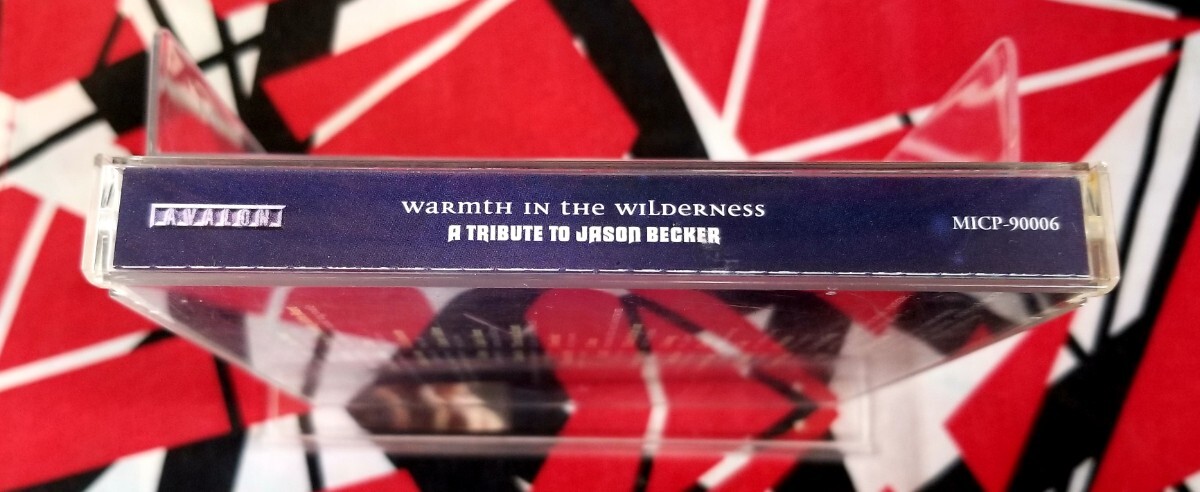 AVALON
warmth in the wilderness
A TRIBUTE TO JASON BECKER
MICP-90006